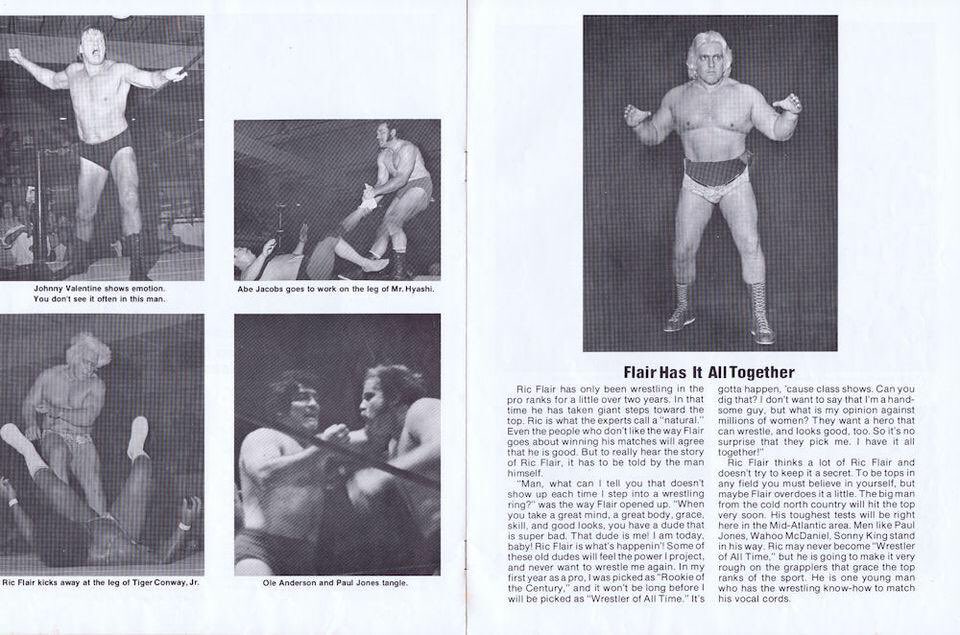 Johnny Valentine shows emotion.
You don't see it often in this man.
Abe Jacobs goes to work on the leg of Mr. Hyashi.
Ric Flair kicks away at the leg of Tiger Conway, Jr.
Ole Anderson and Paul Jones tangle.
Flair Has It All Together
Ric Flair has only been wrestling in the
pro ranks for a little over two years. In that
time he has taken giant steps toward the
top. Ric is what the experts call a "natural."
Even the people who don't like the way Flair
goes about winning his matches will agree
that he is good. But to really hear the story
of Ric Flair, it has to be told by the man
himself.
"Man, what can I tell you that doesn't
show up each time I step into a wrestling
ring?" was the way Flair opened up. "When
you take a great mind, a great body, grace,
skill, and good looks, you have a dude that
is super bad. That dude is me! I am today,
baby! Ric Flair is what's happenin'! Some of
these old dudes will feel the power I project,
and never want to wrestle me again. In my
first year as a pro, I was picked as "Rookie of
the Century," and it won't be long before I
will be picked as "Wrestler of All Time." It's
gotta happen, 'cause class shows. Can you
dig that? I don't want to say that I'm a hand-
some guy, but what is my opinion against
millions of women? They want a hero that
can wrestle, and looks good, too. So it's no
surprise that they pick me. I have it all
together!"
Ric Flair thinks a lot of Ric Flair and
doesn't try to keep it a secret. To be tops in
any field you must believe in yourself, but
maybe Flair overdoes it a little. The big man
from the cold north country will hit the top
very soon. His toughest tests will be right
here in the Mid-Atlantic area. Men like Paul
Jones, Wahoo McDaniel, Sonny King stand
in his way. Ric may never become "Wrestler
of All Time," but he is going to make it very
rough on the grapplers that grace the top
ranks of the sport. He is one young man
who has the wrestling know-how to match
his vocal cords.